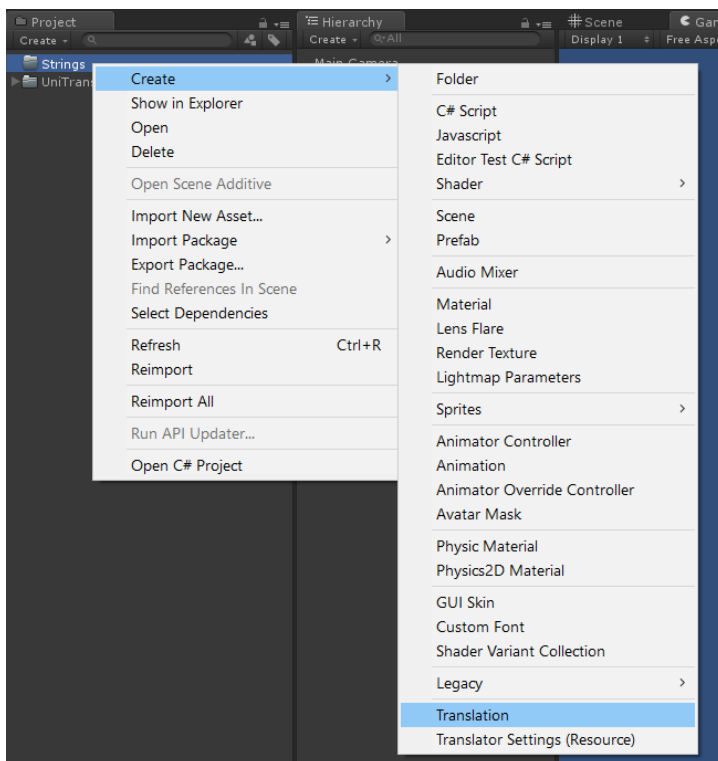 Project
Hierarchy
Scene
Create
Create
All
Display 1
Free
Strings
Main Camera
Create
Show in Explorer
Open
Delete
Open Scene Additive
Import New Asset...
Import Package
Export Package...
Find References In Scene
Select Dependencies
Refresh Ctrl+R
Reimport
Reimport All
Run API Updater...
Open C# Project
Folder
C# Script
Javascript
Editor Test C# Script
Shader
Scene
Prefab
Audio Mixer
Material
Lens Flare
Render Texture
Lightmap Parameters
Sprites
Animator Controller
Animation
Animator Override Controller
Avatar Mask
Physic Material
Physics2D Material
GUI Skin
Custom Font
Shader Variant Collection
Legacy
Translation
Translator Settings (Resource)